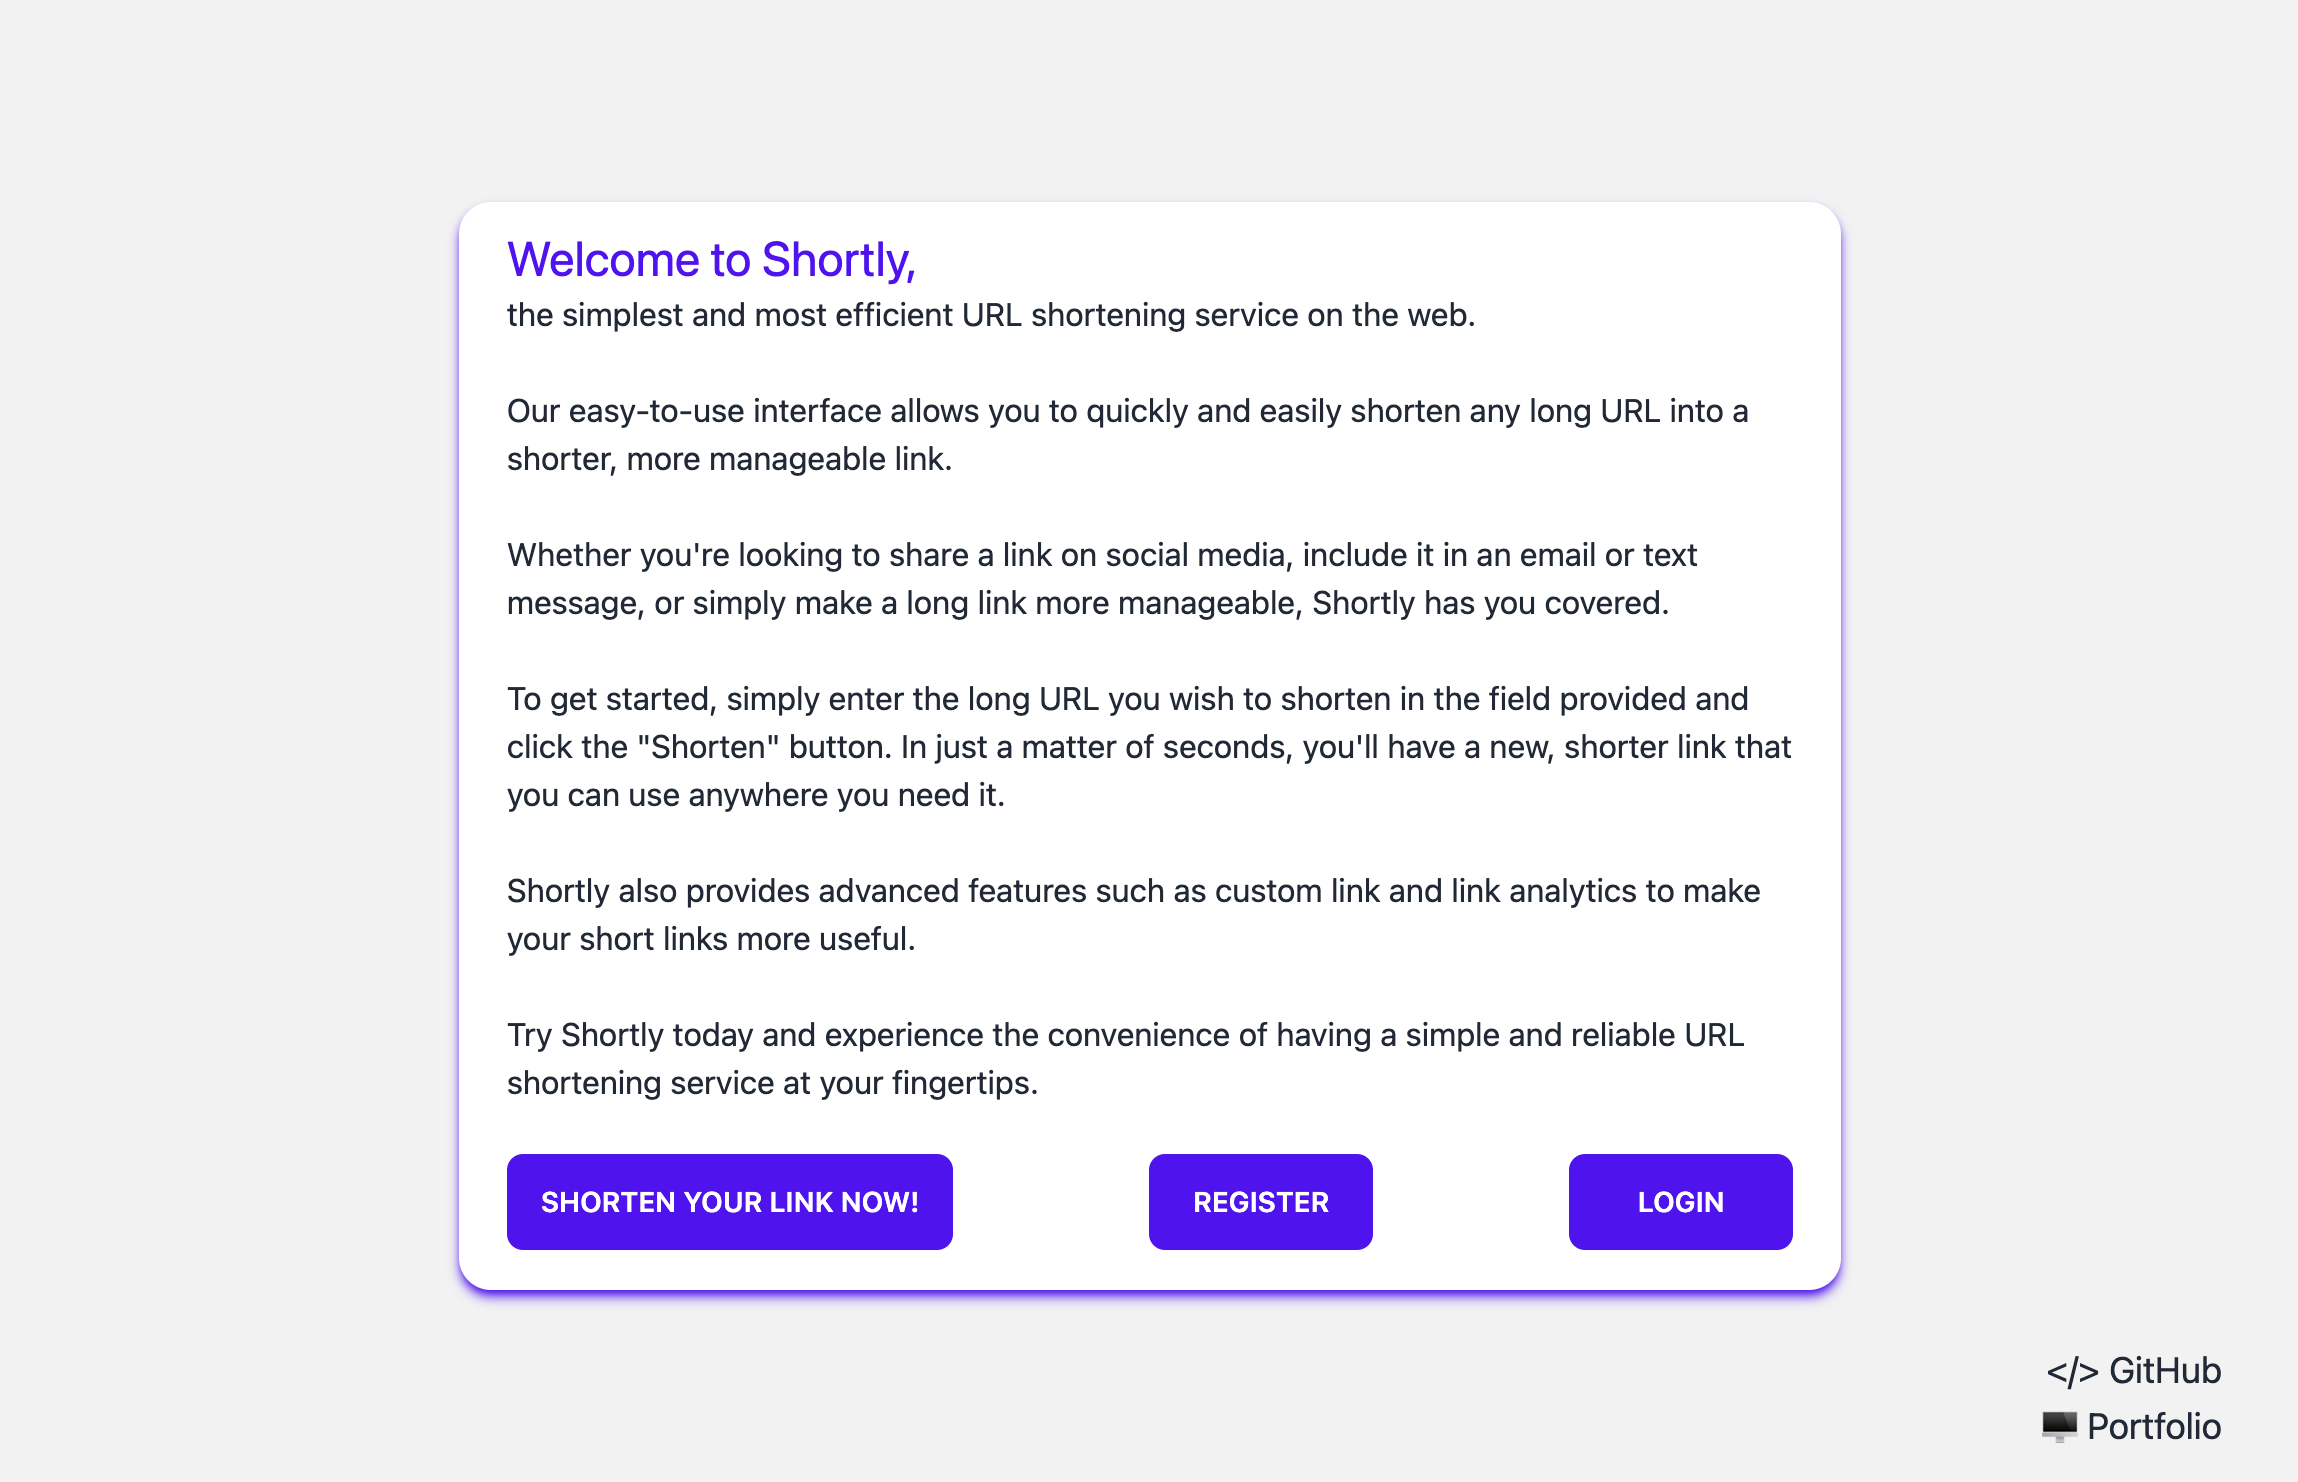 Welcome to Shortly,
the simplest and most efficient URL shortening service on the web.
Our easy-to-use interface allows you to quickly and easily shorten any long URL into a
shorter, more manageable link.
Whether you're looking to share a link on social media, include it in an email or text
message, or simply make a long link more manageable, Shortly has you covered.
To get started, simply enter the long URL you wish to shorten in the field provided and
click the "Shorten" button. In just a matter of seconds, you'll have a new, shorter link that
you can use anywhere you need it.
Shortly also provides advanced features such as custom link and link analytics to make
your short links more useful.
Try Shortly today and experience the convenience of having a simple and reliable URL
shortening service at your fingertips.
SHORTEN YOUR LINK NOW!
REGISTER
LOGIN
</> GitHub
Portfolio